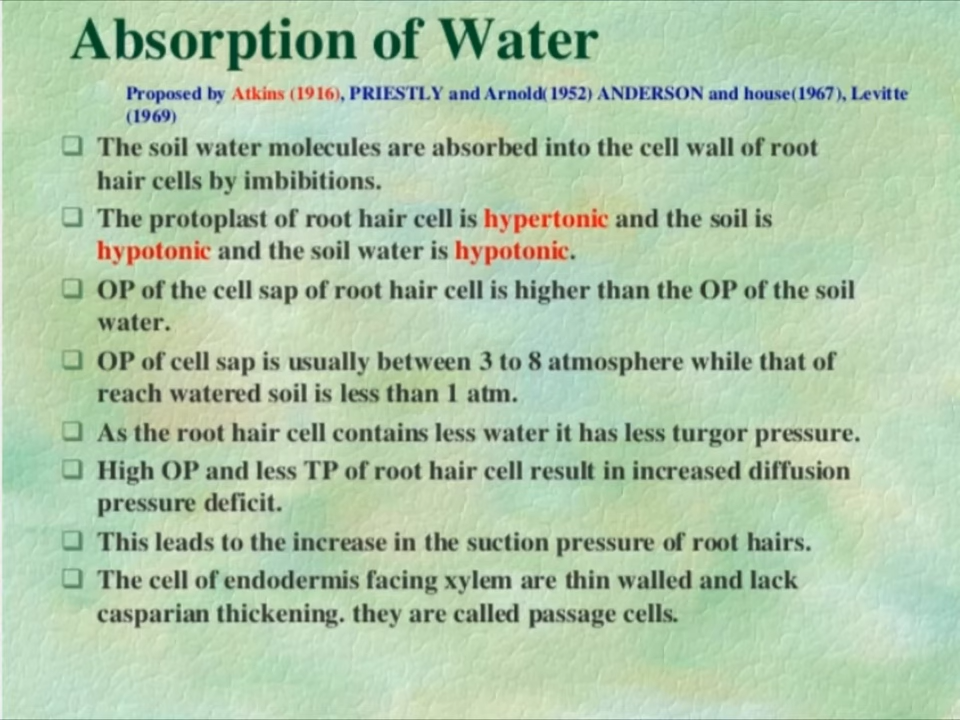 Absorption of Water
Proposed by Atkins (1916), PRIESTLY and Arnold(1952) ANDERSON and house(1967), Levitte
(1969)
The soil water molecules are absorbed into the cell wall of root
hair cells by imbibitions.
The protoplast of root hair cell is hypertonic and the soil is
hypotonic and the soil water is hypotonic.
OP of the cell sap of root hair cell is higher than the OP of the soil
water.
OP of cell sap is usually between 3 to 8 atmosphere while that of
reach watered soil is less than 1 atm.
As the root hair cell contains less water it has less turgor pressure.
High OP and less TP of root hair cell result in increased diffusion
pressure deficit.
This leads to the increase in the suction pressure of root hairs.
The cell of endodermis facing xylem are thin walled and lack
casparian thickening. they are called passage cells.